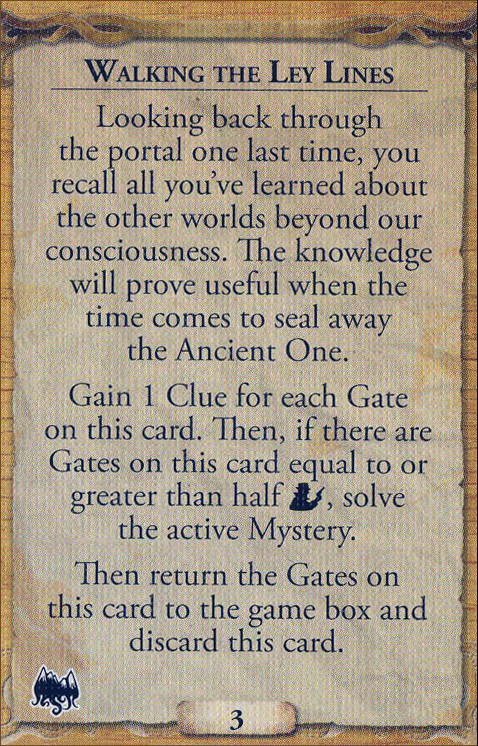 WALKING THE LEY LINES
Looking back through
the portal one last time, you
recall all you've learned about
the other worlds beyond our
consciousness. The knowledge
will prove useful when the
time comes to seal away
the Ancient One.
Gain 1 Clue for each Gate
on this card. Then, if there are
Gates on this card equal to or
greater than half , solve
the active Mystery.
Then return the Gates on
this card to the game box and
discard this card.
3